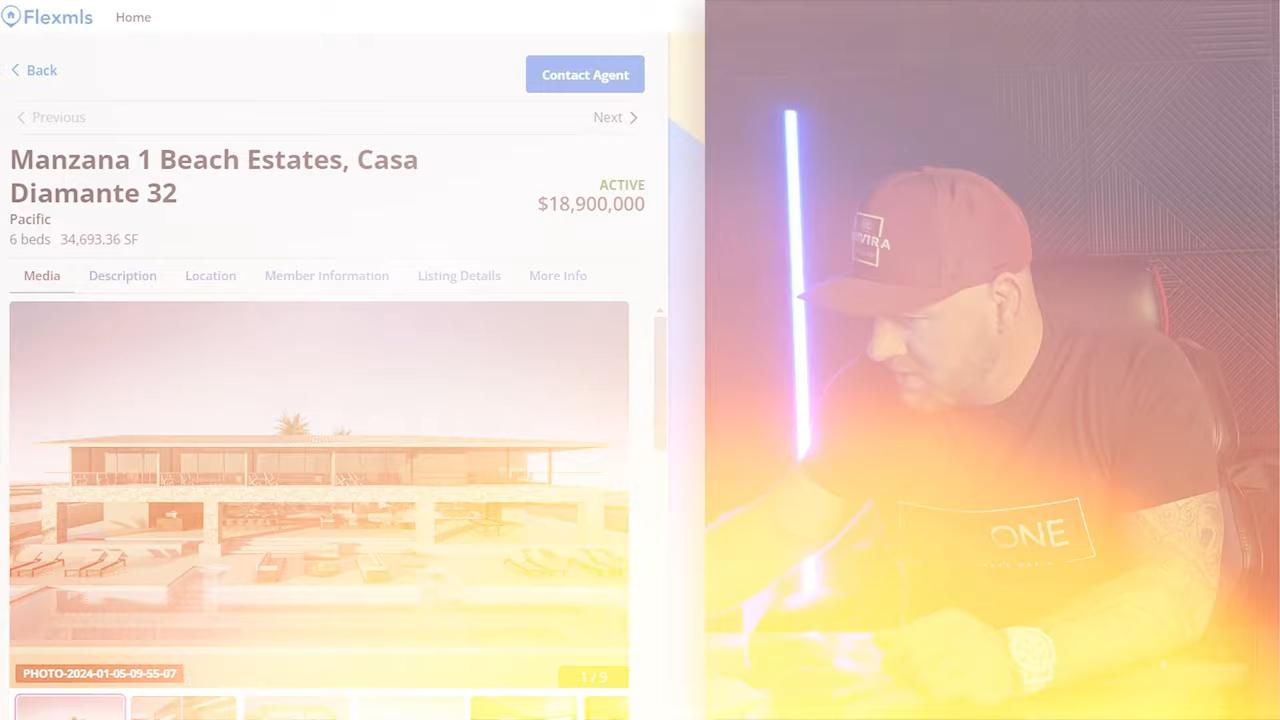 Flexmls Home
Back
Contact Agent
Previous
Next
Manzana 1 Beach Estates, Casa
Diamante 32
Pacific
6 beds 34,693.36 SF
ACTIVE
$18,900,000
Media Description Location Member Information Listing Details More Info
PHOTO-2024-01-05-09-55-07
1 / 9
ONE